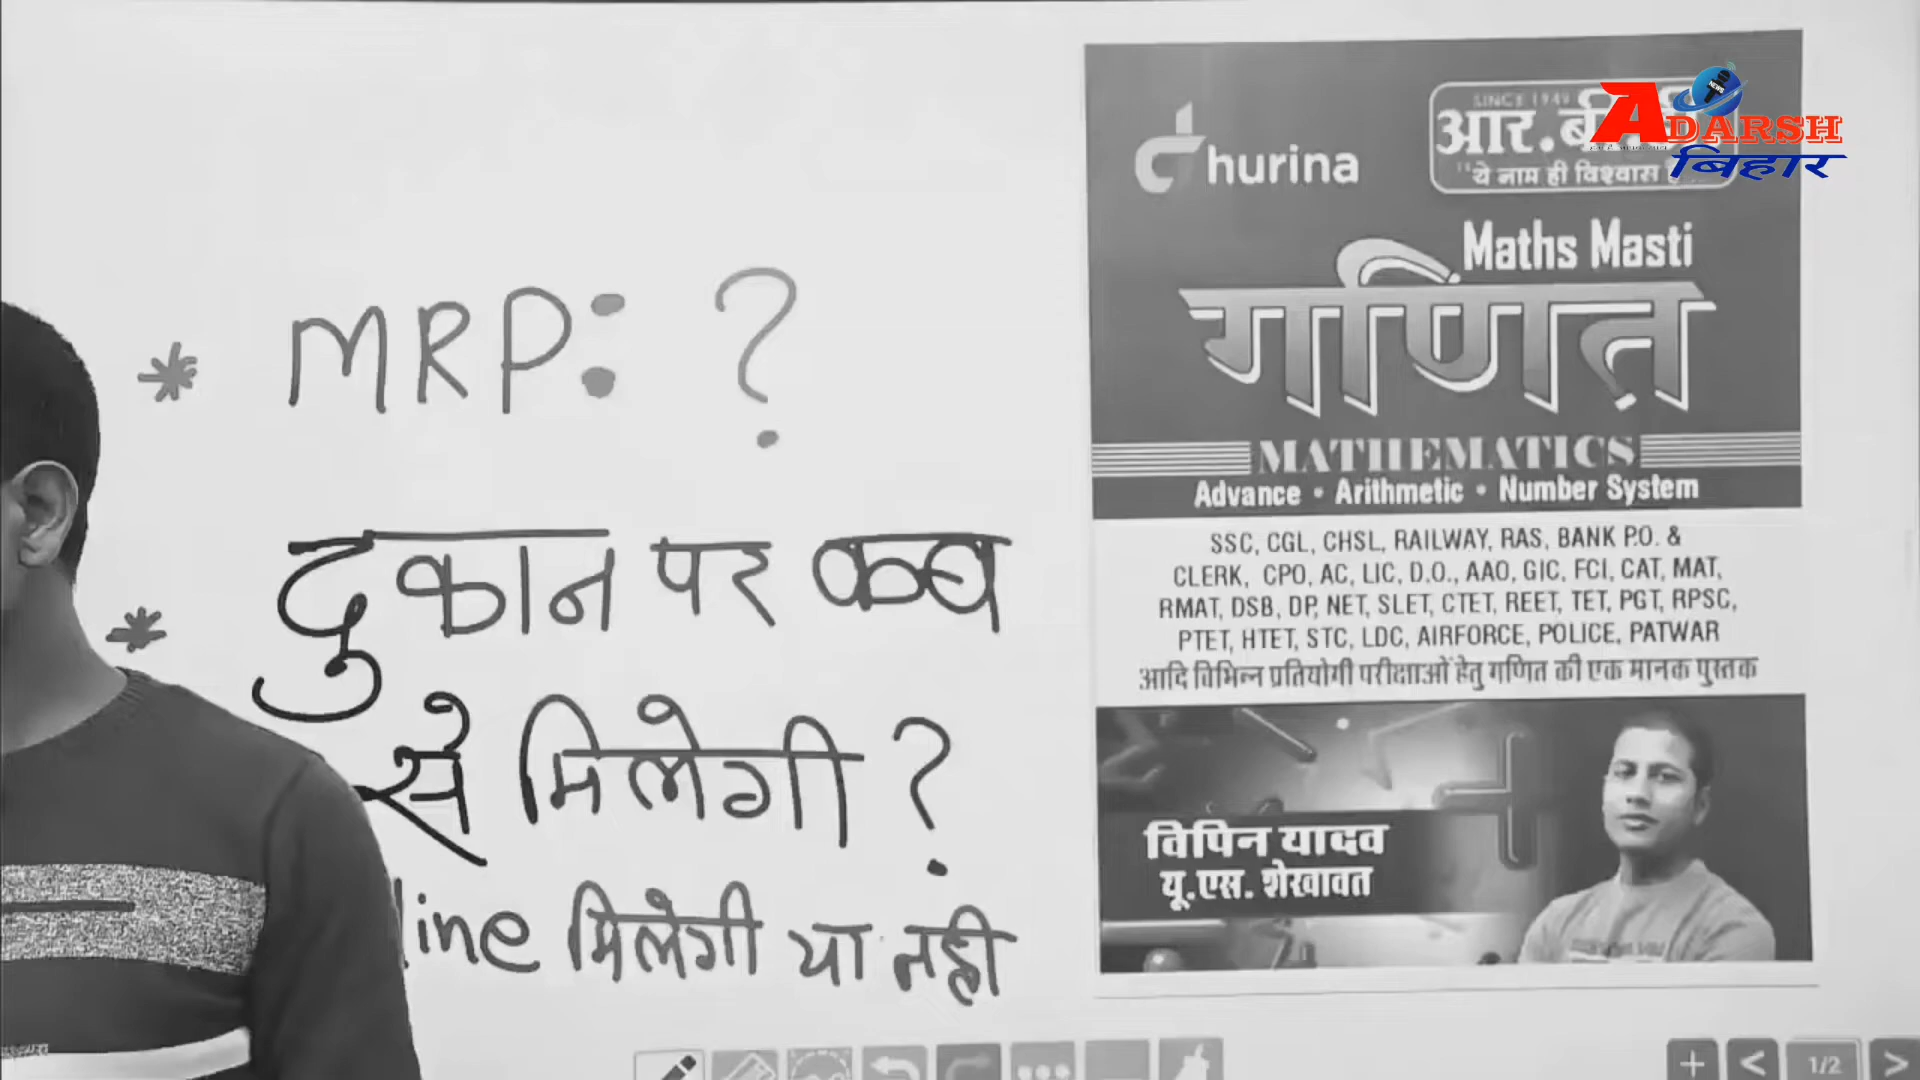 * MRP: ?
* दुकान पर कब
से मिलेगी ?
line मिलेगी या नही
churina
SINCE 1949
आर.बी.
"ये नाम ही विश्वास
ADARSH
बिहार
NEWS
Maths Masti
गणित
MATHEMATICS
Advance • Arithmetic • Number System
SSC, CGL, CHSL, RAILWAY, RAS, BANK P.O. &
CLERK, CPO, AC, LIC, D.O., AAO, GIC, FCI, CAT, MAT,
RMAT, DSB, DP, NET, SLET, CTET, REET, TET, PGT, RPSC,
PTET, HTET, STC, LDC, AIRFORCE, POLICE, PATWAR
आदि विभिन्न प्रतियोगी परीक्षाओं हेतु गणित की एक मानक पुस्तक
विपिन यादव
यू.एस. शेखावत
1/2